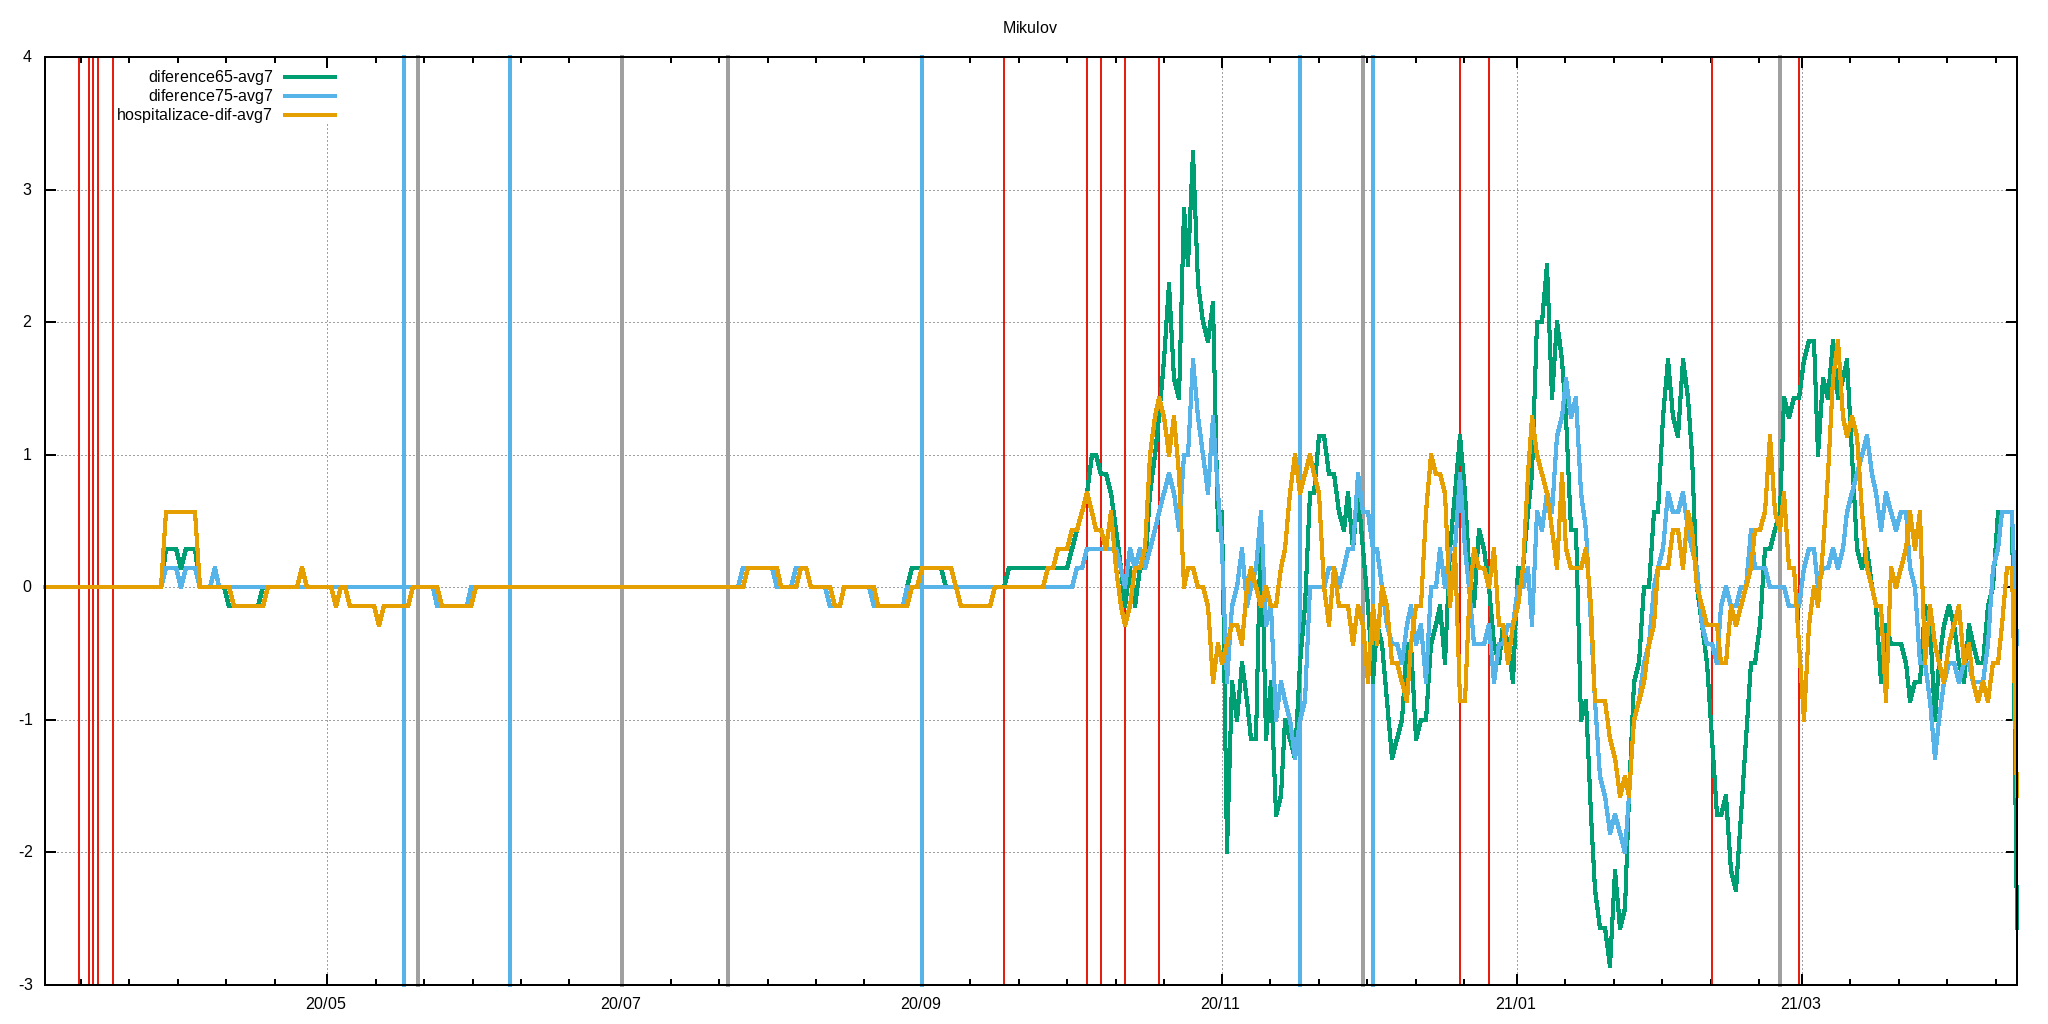 Mikulov
diference65-avg7
diference75-avg7
hospitalizace-dif-avg7
4
3
2
1
0
-1
-2
-3
20/05 20/07 20/09 20/11 21/01 21/03